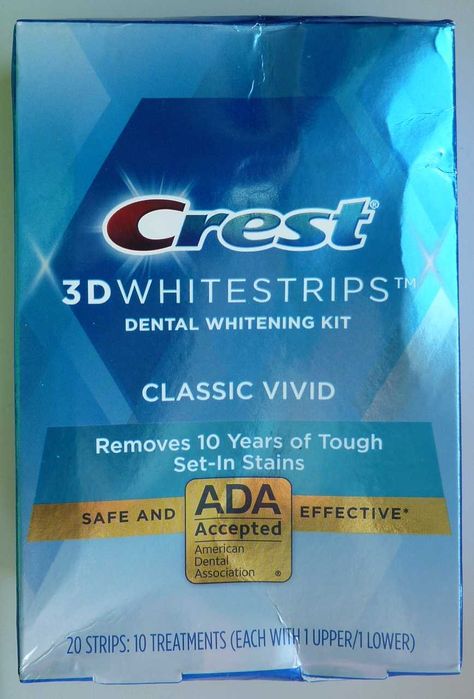 Crest®
3DWHITESTRIPS™
DENTAL WHITENING KIT
CLASSIC VIVID
Removes 10 Years of Tough
Set-In Stains
SAFE AND
ADA
Accepted
American
Dental
Association ®
EFFECTIVE*
20 STRIPS: 10 TREATMENTS (EACH WITH 1 UPPER/1 LOWER)